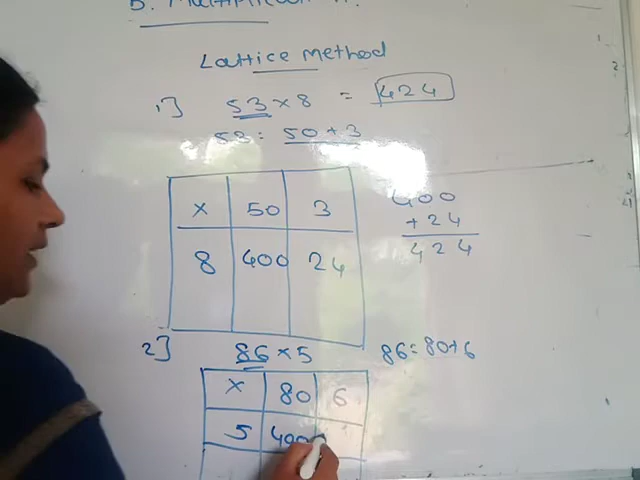 B. Multiplication
Lattice Method
1.] 53 × 8 = 424
53 = 50 + 3
× 50 3
8 400 24
400
+ 24
424
2] 86 × 5 86 = 80 + 6
× 80 6
5 400